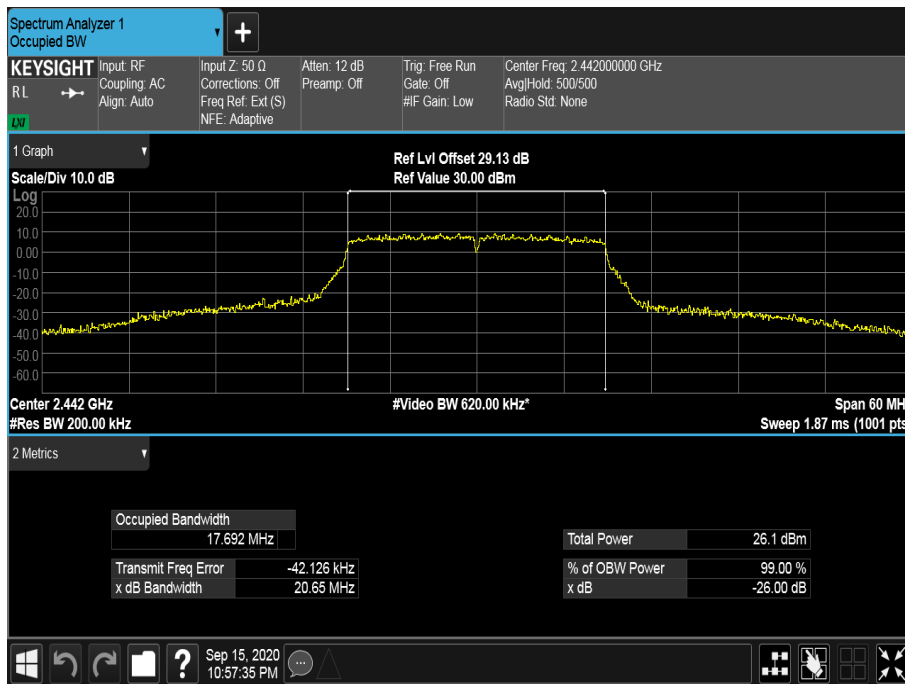 Spectrum Analyzer 1
Occupied BW
KEYSIGHT
RL
LXI
Input: RF
Coupling: AC
Align: Auto
Input Z: 50 Ω
Corrections: Off
Freq Ref: Ext (S)
NFE: Adaptive
Atten: 12 dB
Preamp: Off
Trig: Free Run
Gate: Off
#IF Gain: Low
Center Freq: 2.442000000 GHz
Avg|Hold: 500/500
Radio Std: None
1 Graph
Scale/Div 10.0 dB
Ref Lvl Offset 29.13 dB
Ref Value 30.00 dBm
Log
20.0
10.0
0.00
-10.0
-20.0
-30.0
-40.0
-50.0
-60.0
Center 2.442 GHz
#Res BW 200.00 kHz
#Video BW 620.00 kHz*
Span 60 MH
Sweep 1.87 ms (1001 pts
2 Metrics
Occupied Bandwidth
17.692 MHz
Transmit Freq Error -42.126 kHz
x dB Bandwidth 20.65 MHz
Total Power 26.1 dBm
% of OBW Power 99.00 %
x dB -26.00 dB
?
Sep 15, 2020
10:57:35 PM